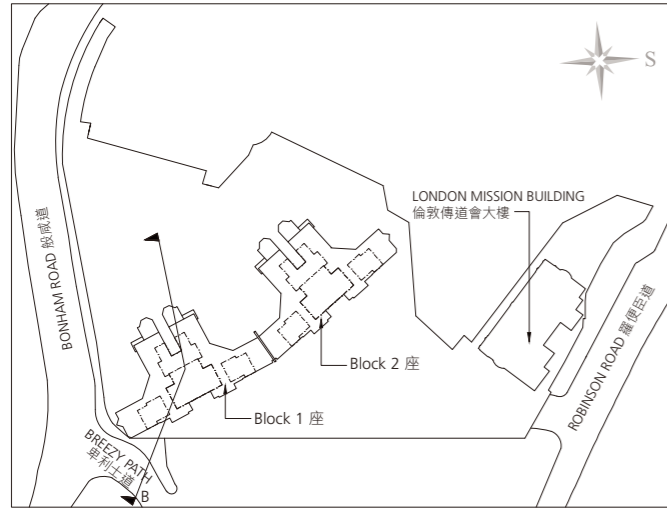 S
LONDON MISSION BUILDING
倫敦傳道會大樓
BONHAM ROAD 般咸道
ROBINSON ROAD 羅便臣道
Block 2 座
Block 1 座
BREEZY PATH
卑利士道
B